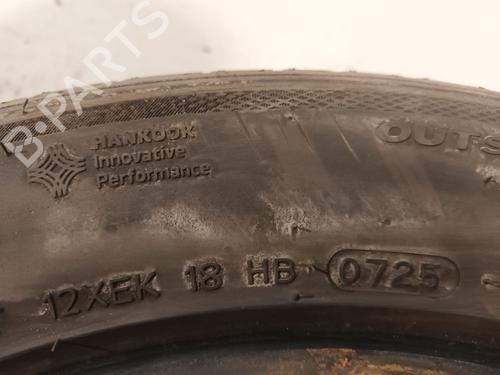 B-PARTS
HANKOOK
Innovative
Performance
OUTS
12XEK 18 HB 0725